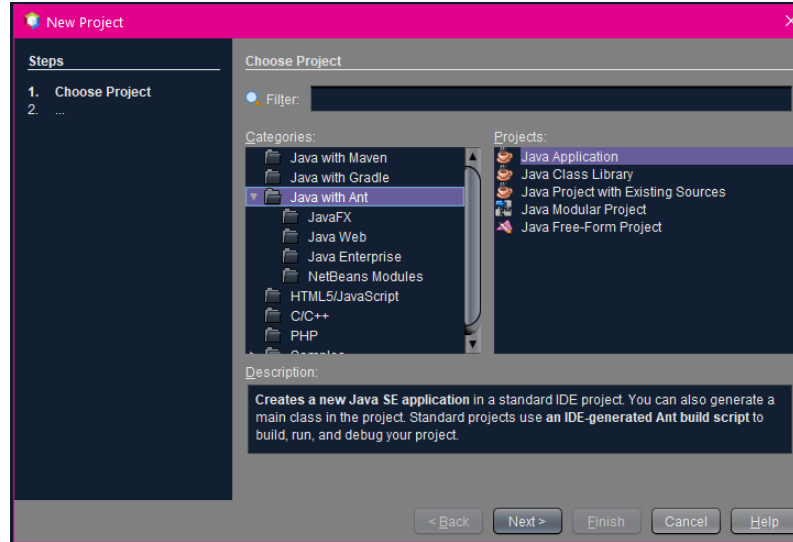 New Project
Steps
1. Choose Project
2. ...
Choose Project
Filter:
Categories:
Java with Maven
Java with Gradle
Java with Ant
JavaFX
Java Web
Java Enterprise
NetBeans Modules
HTML5/JavaScript
C/C++
PHP
Samples
Projects:
Java Application
Java Class Library
Java Project with Existing Sources
Java Modular Project
Java Free-Form Project
Description:
Creates a new Java SE application in a standard IDE project. You can also generate a
main class in the project. Standard projects use an IDE-generated Ant build script to
build, run, and debug your project.
< Back
Next >
Finish
Cancel
Help